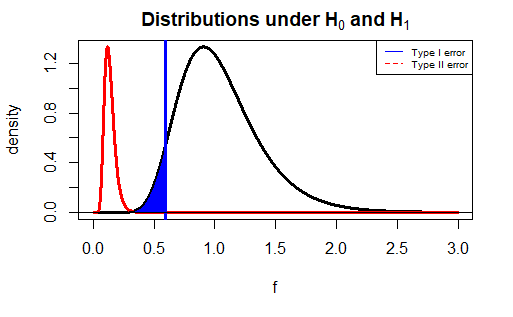 Distributions under H₀ and H₁
Type I error
Type II error
density
0.0 0.4 0.8 1.2
0.0 0.5 1.0 1.5 2.0 2.5 3.0
f